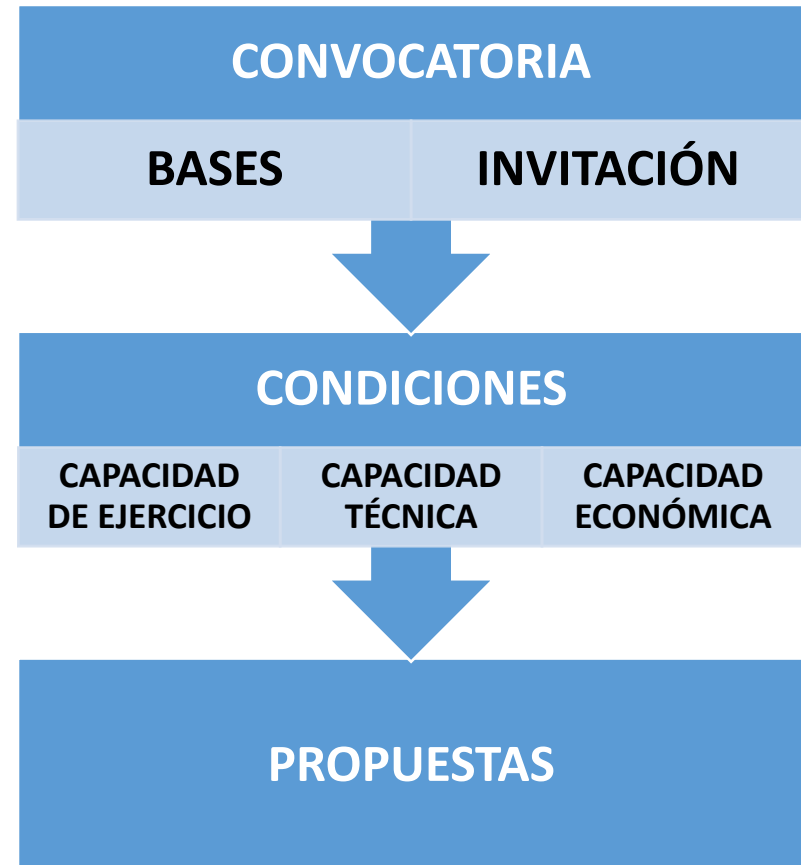 CONVOCATORIA
BASES
INVITACIÓN
CONDICIONES
CAPACIDAD
DE EJERCICIO
CAPACIDAD
TÉCNICA
CAPACIDAD
ECONÓMICA
PROPUESTAS